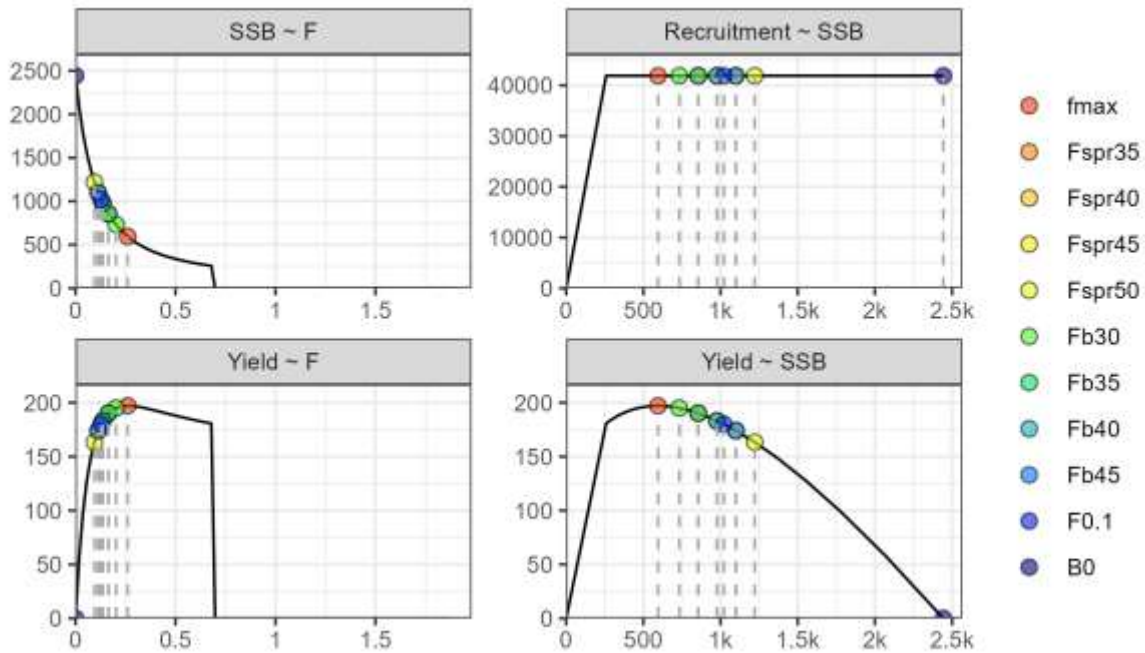 SSB ~ F
Recruitment ~ SSB
2500
2000
1500
1000
500
0
0 0.5 1 1.5
40000
30000
20000
10000
0
0 500 1k 1.5k 2k 2.5k
Yield ~ F
Yield ~ SSB
200
150
100
50
0
0 0.5 1 1.5
200
150
100
50
0
0 500 1k 1.5k 2k 2.5k
fmax
Fspr35
Fspr40
Fspr45
Fspr50
Fb30
Fb35
Fb40
Fb45
F0.1
B0